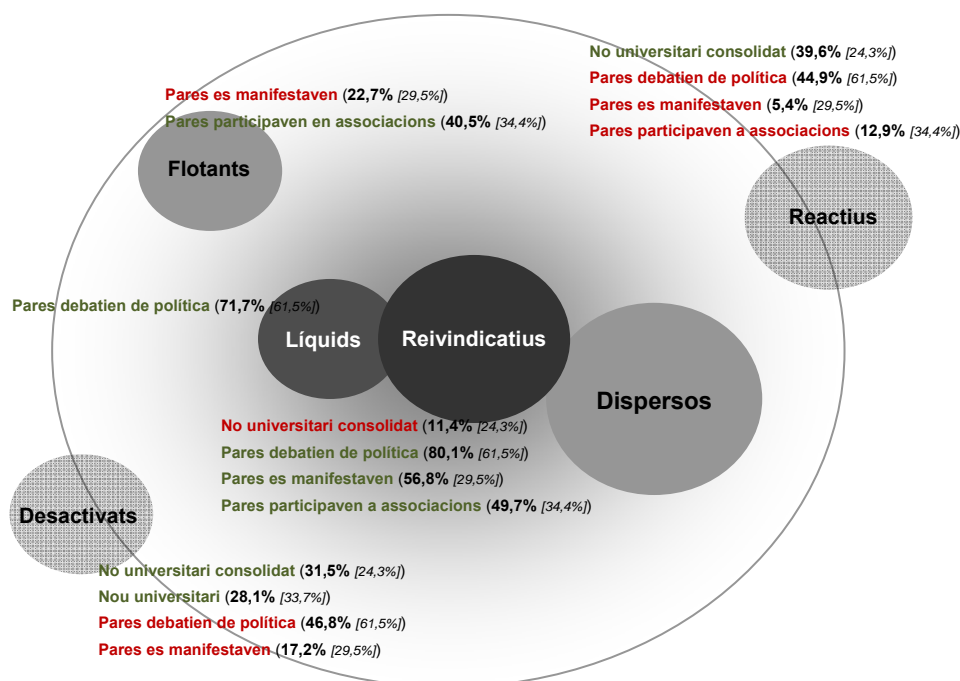 No universitari consolidat (39,6% [24,3%])
Pares debatien de política (44,9% [61,5%])
Pares es manifestaven (5,4% [29,5%])
Pares participaven a associacions (12,9% [34,4%])
Reactius
Pares es manifestaven (22,7% [29,5%])
Pares participaven en associacions (40,5% [34,4%])
Flotants
Pares debatien de política (71,7% [61,5%])
Líquids
Reivindicatius
Dispersos
No universitari consolidat (11,4% [24,3%])
Pares debatien de política (80,1% [61,5%])
Pares es manifestaven (56,8% [29,5%])
Pares participaven a associacions (49,7% [34,4%])
Desactivats
No universitari consolidat (31,5% [24,3%])
Nou universitari (28,1% [33,7%])
Pares debatien de política (46,8% [61,5%])
Pares es manifestaven (17,2% [29,5%])